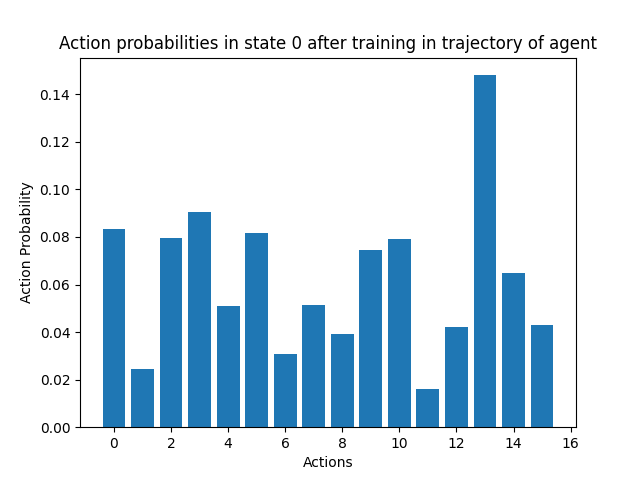 Action probabilities in state 0 after training in trajectory of agent
0.14
0.12
0.10
0.08
0.06
0.04
0.02
0.00
Action Probability
0 2 4 6 8 10 12 14 16
Actions